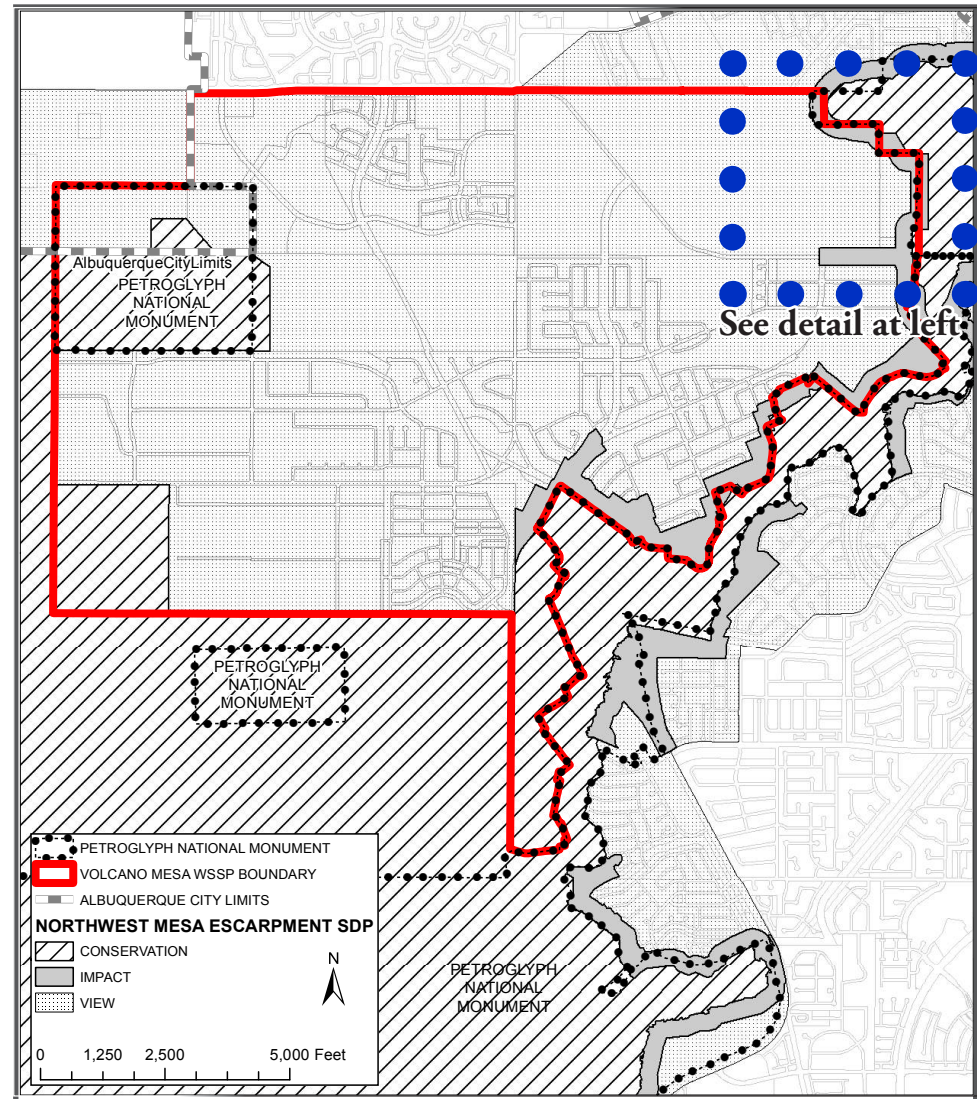 See detail at left
AlbuquerqueCityLimits
PETROGLYPH
NATIONAL
MONUMENT
PETROGLYPH
NATIONAL
MONUMENT
PETROGLYPH
NATIONAL
MONUMENT
PETROGLYPH NATIONAL MONUMENT
VOLCANO MESA WSSP BOUNDARY
ALBUQUERQUE CITY LIMITS
NORTHWEST MESA ESCARPMENT SDP
CONSERVATION
IMPACT
VIEW
N
0 1,250 2,500 5,000 Feet